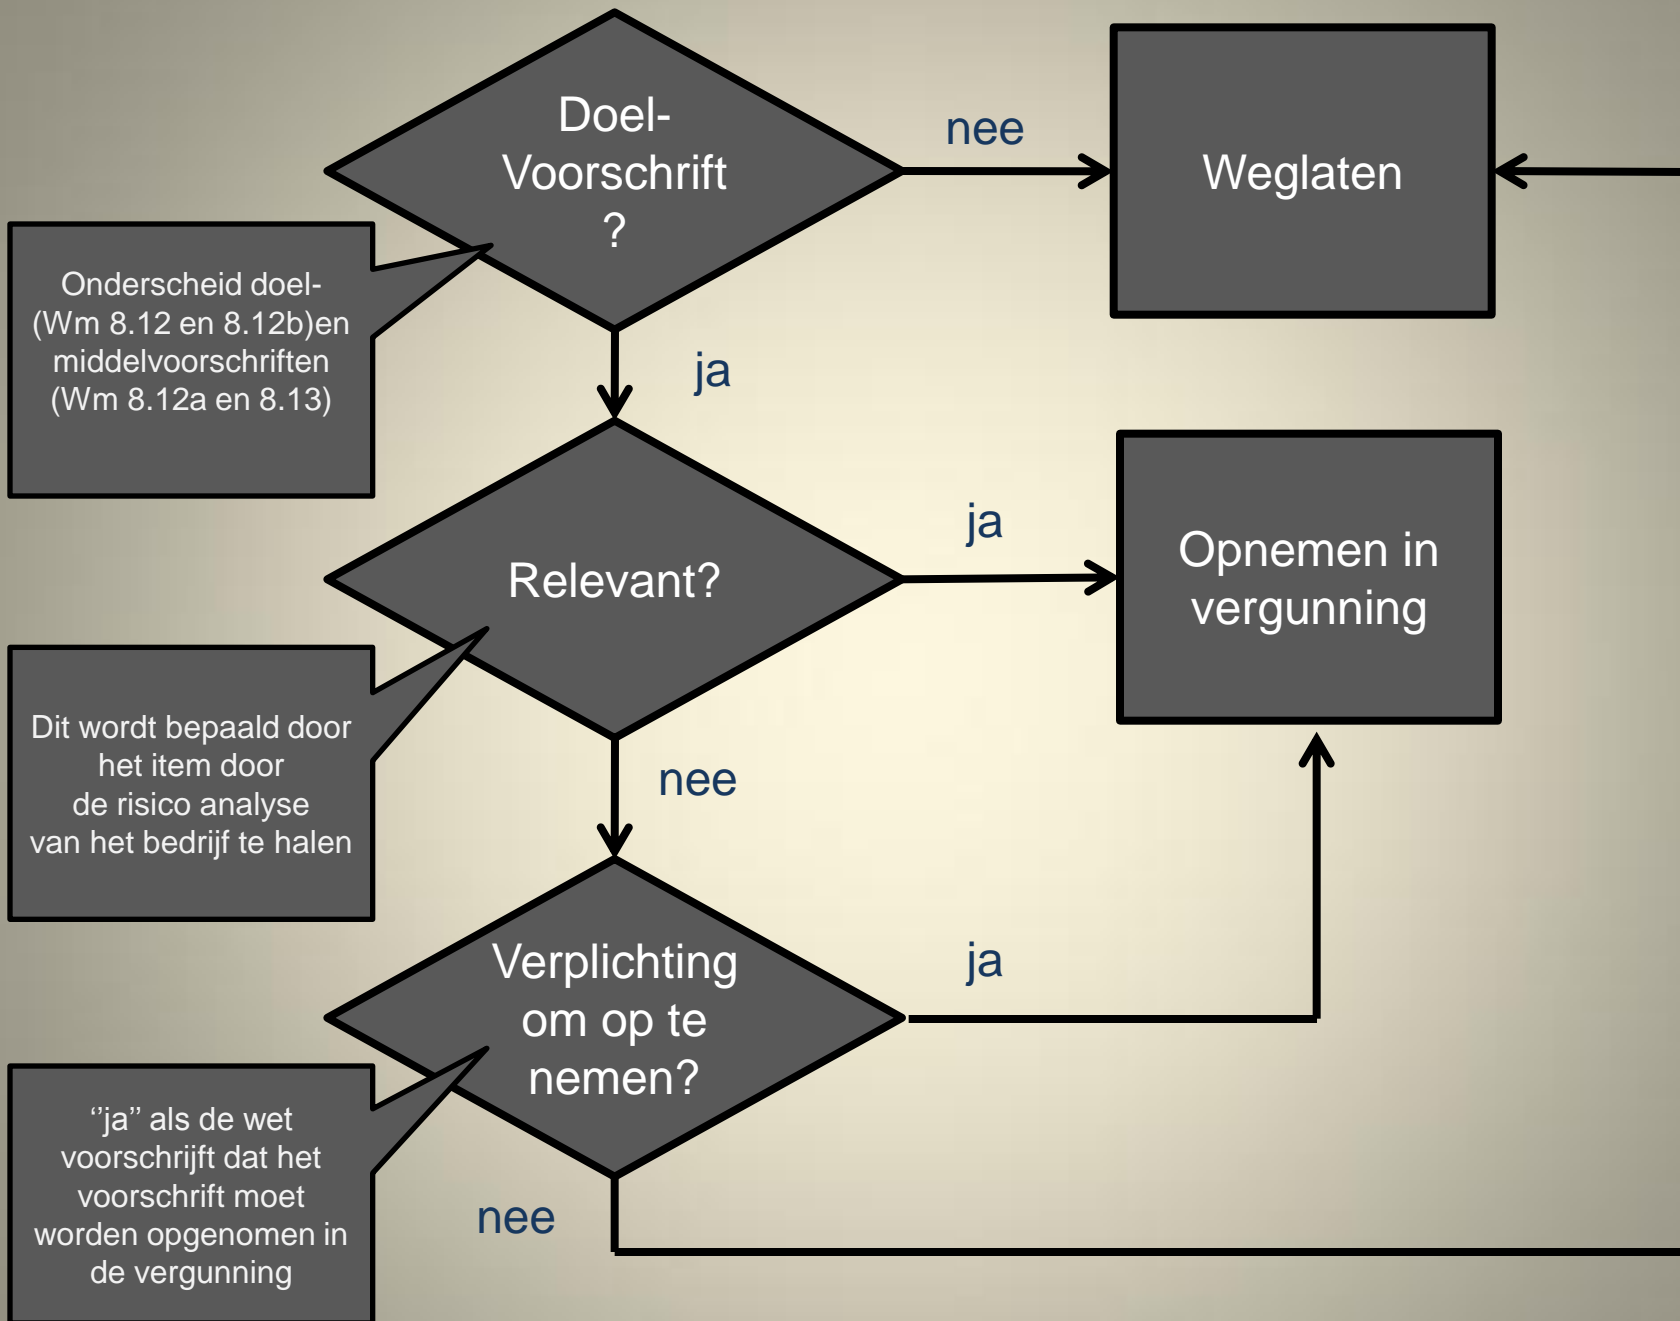 Doel-
Voorschrift
?
nee
Weglaten
Onderscheid doel-
(Wm 8.12 en 8.12b)en
middelvoorschriften
(Wm 8.12a en 8.13)
ja
Relevant?
ja
Opnemen in
vergunning
Dit wordt bepaald door
het item door
de risico analyse
van het bedrijf te halen
nee
Verplichting
om op te
nemen?
ja
‘’ja’’ als de wet
voorschrijft dat het
voorschrift moet
worden opgenomen in
de vergunning
nee